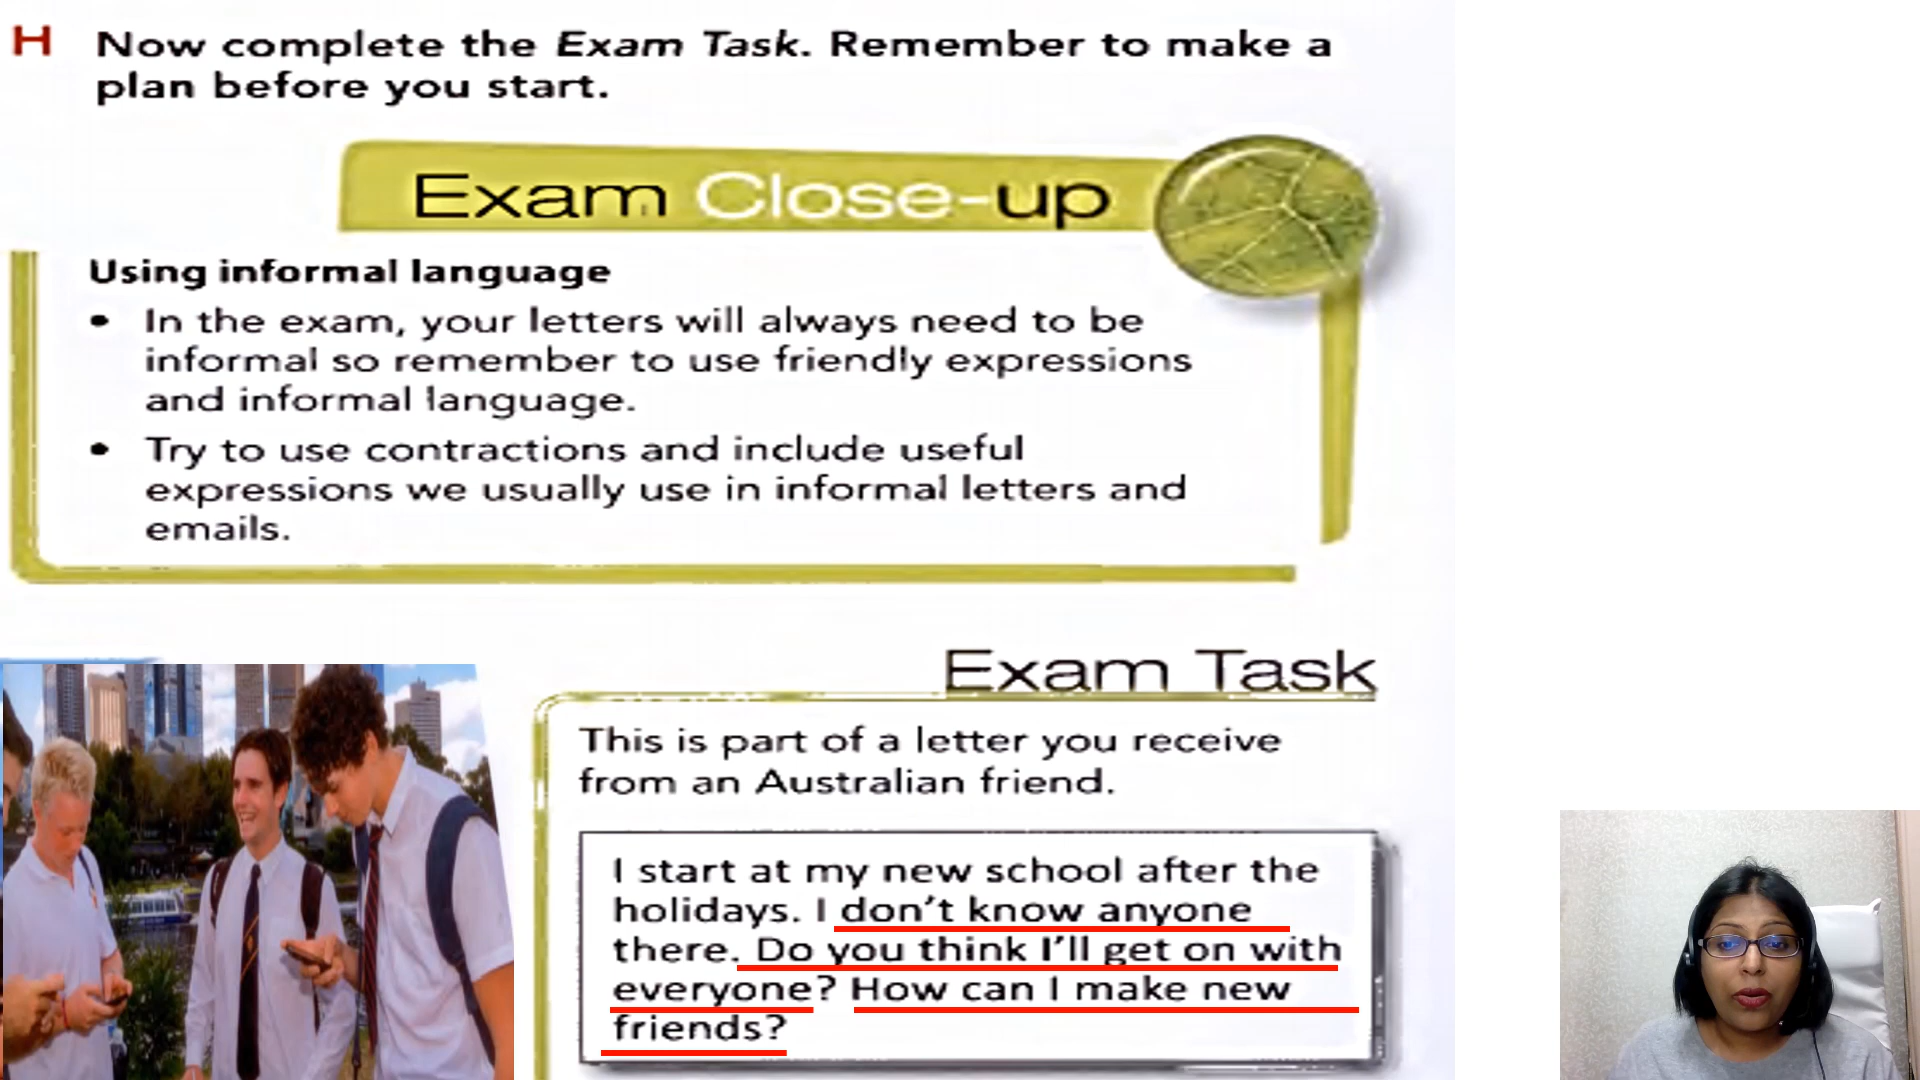 H Now complete the Exam Task. Remember to make a
plan before you start.
Exam Close-up
Using informal language
• In the exam, your letters will always need to be
informal so remember to use friendly expressions
and informal language.
• Try to use contractions and include useful
expressions we usually use in informal letters and
emails.
Exam Task
This is part of a letter you receive
from an Australian friend.
I start at my new school after the
holidays. I don't know anyone
there. Do you think I'll get on with
everyone? How can I make new
friends?